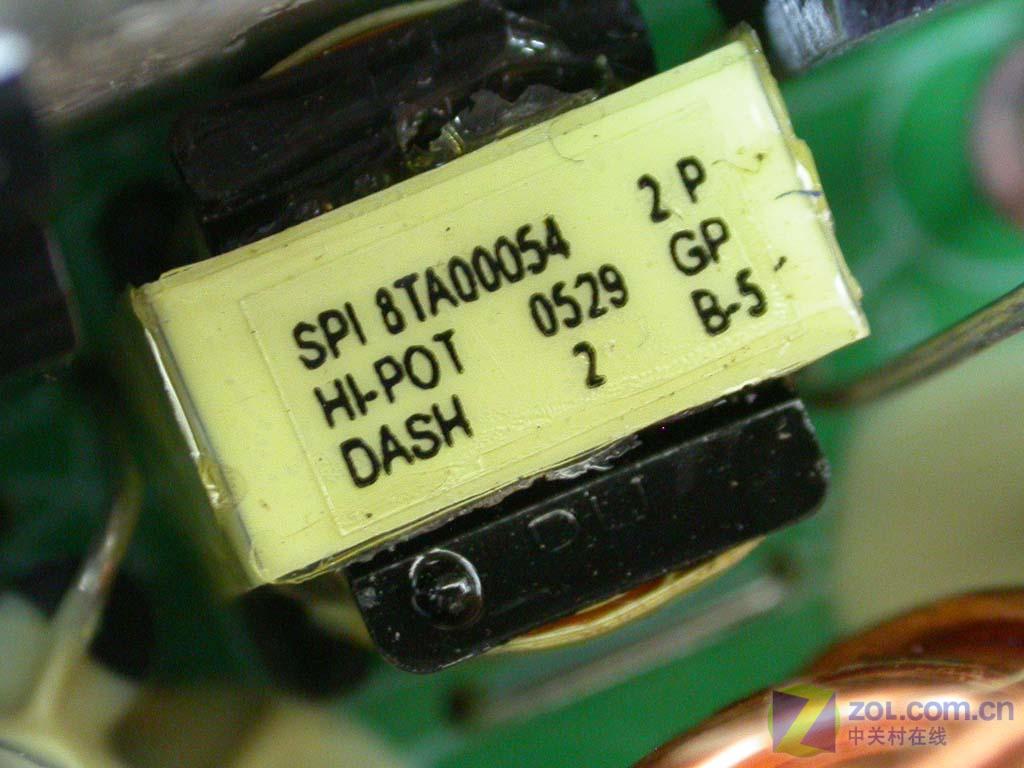 SPI 8TA00054 2 P
HI-POT 0529 GP
DASH 2 B-5
ZOL.COM.CN
中关村在线